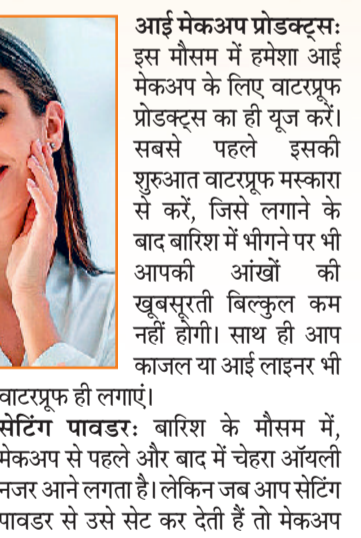 आई मेकअप प्रोडक्ट्स:
इस मौसम में हमेशा आई
मेकअप के लिए वाटरप्रूफ
प्रोडक्ट्स का ही यूज करें।
सबसे पहले इसकी
शुरुआत वाटरप्रूफ मस्कारा
से करें, जिसे लगाने के
बाद बारिश में भीगने पर भी
आपकी आंखों की
खूबसूरती बिल्कुल कम
नहीं होगी। साथ ही आप
काजल या आई लाइनर भी
वाटरप्रूफ ही लगाएं।
सेटिंग पावडर: बारिश के मौसम में,
मेकअप से पहले और बाद में चेहरा ऑयली
नजर आने लगता है। लेकिन जब आप सेटिंग
पावडर से उसे सेट कर देती हैं तो मेकअप